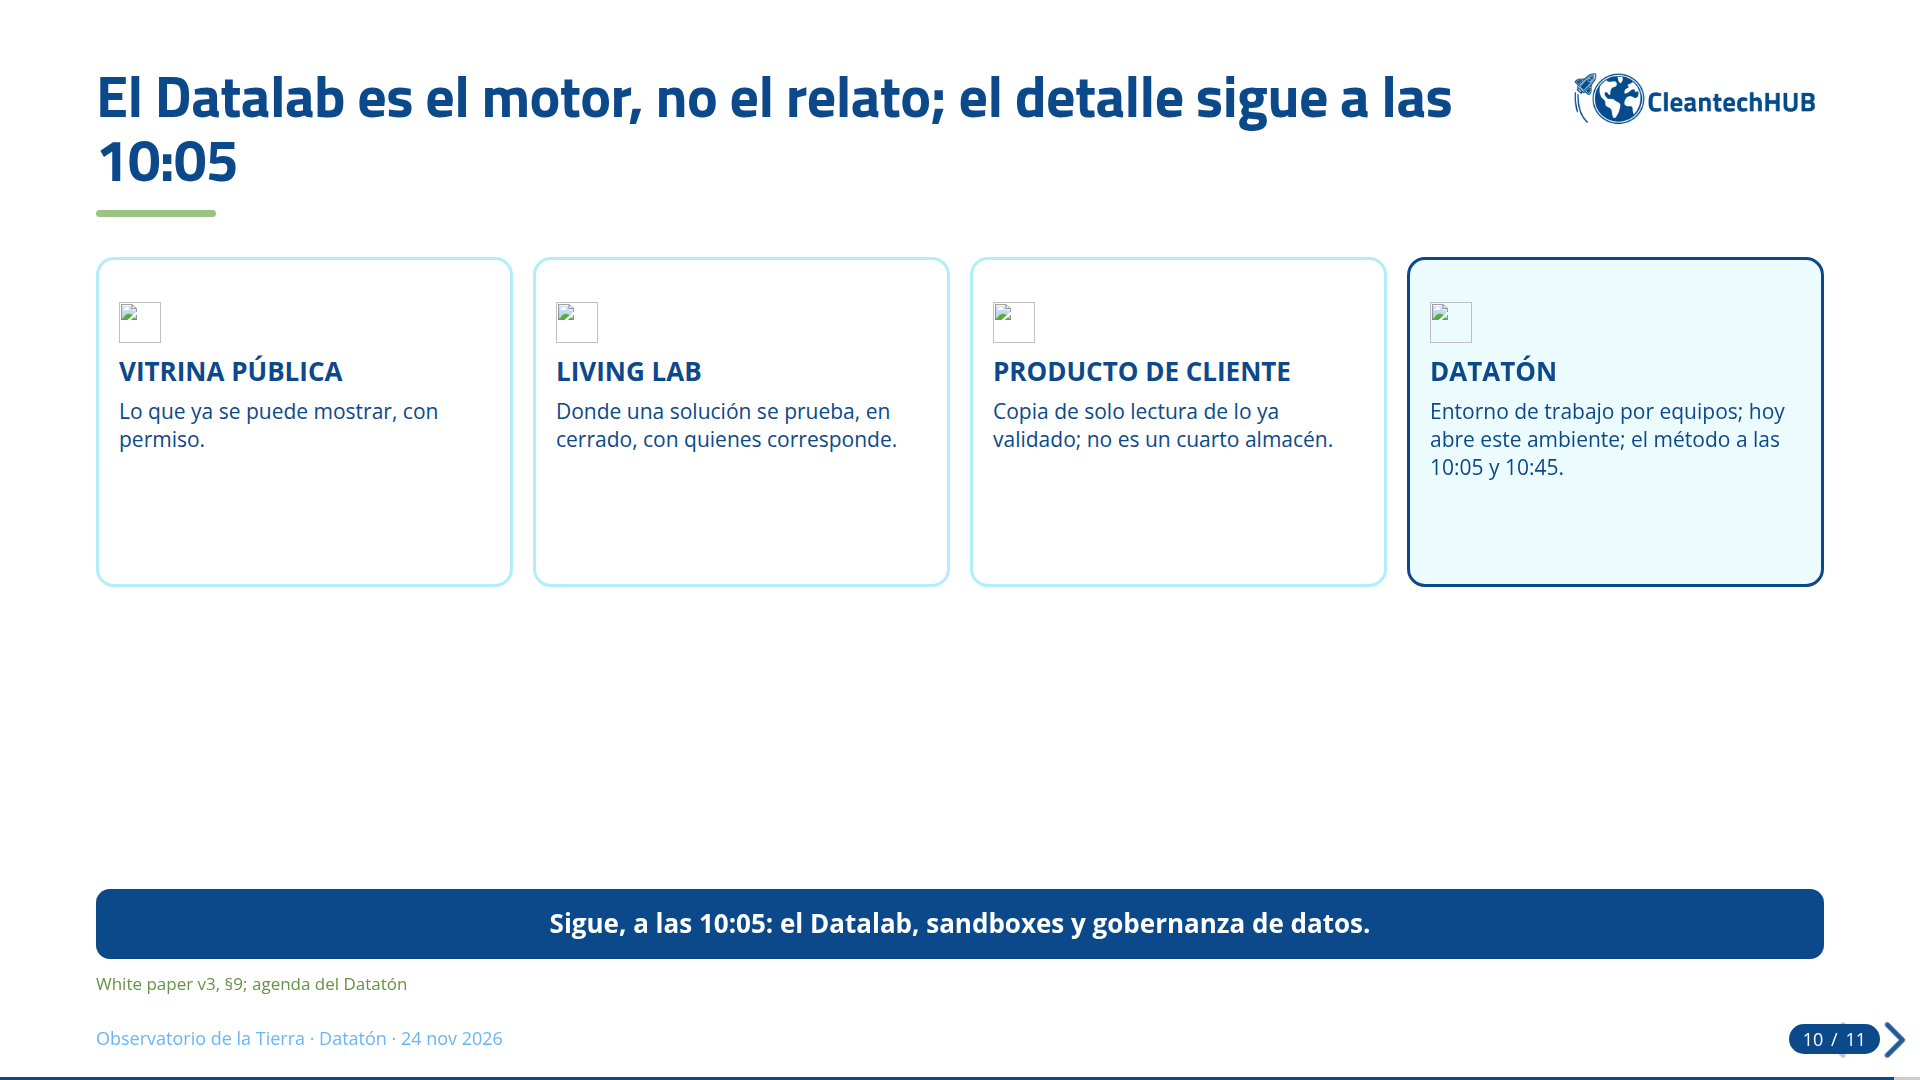 El Datalab es el motor, no el relato; el detalle sigue a las
10:05
CleantechHUB
VITRINA PÚBLICA
Lo que ya se puede mostrar, con
permiso.
LIVING LAB
Donde una solución se prueba, en
cerrado, con quienes corresponde.
PRODUCTO DE CLIENTE
Copia de solo lectura de lo ya
validado; no es un cuarto almacén.
DATATÓN
Entorno de trabajo por equipos; hoy
abre este ambiente; el método a las
10:05 y 10:45.
Sigue, a las 10:05: el Datalab, sandboxes y gobernanza de datos.
White paper v3, §9; agenda del Datatón
Observatorio de la Tierra · Datatón · 24 nov 2026
10 / 11